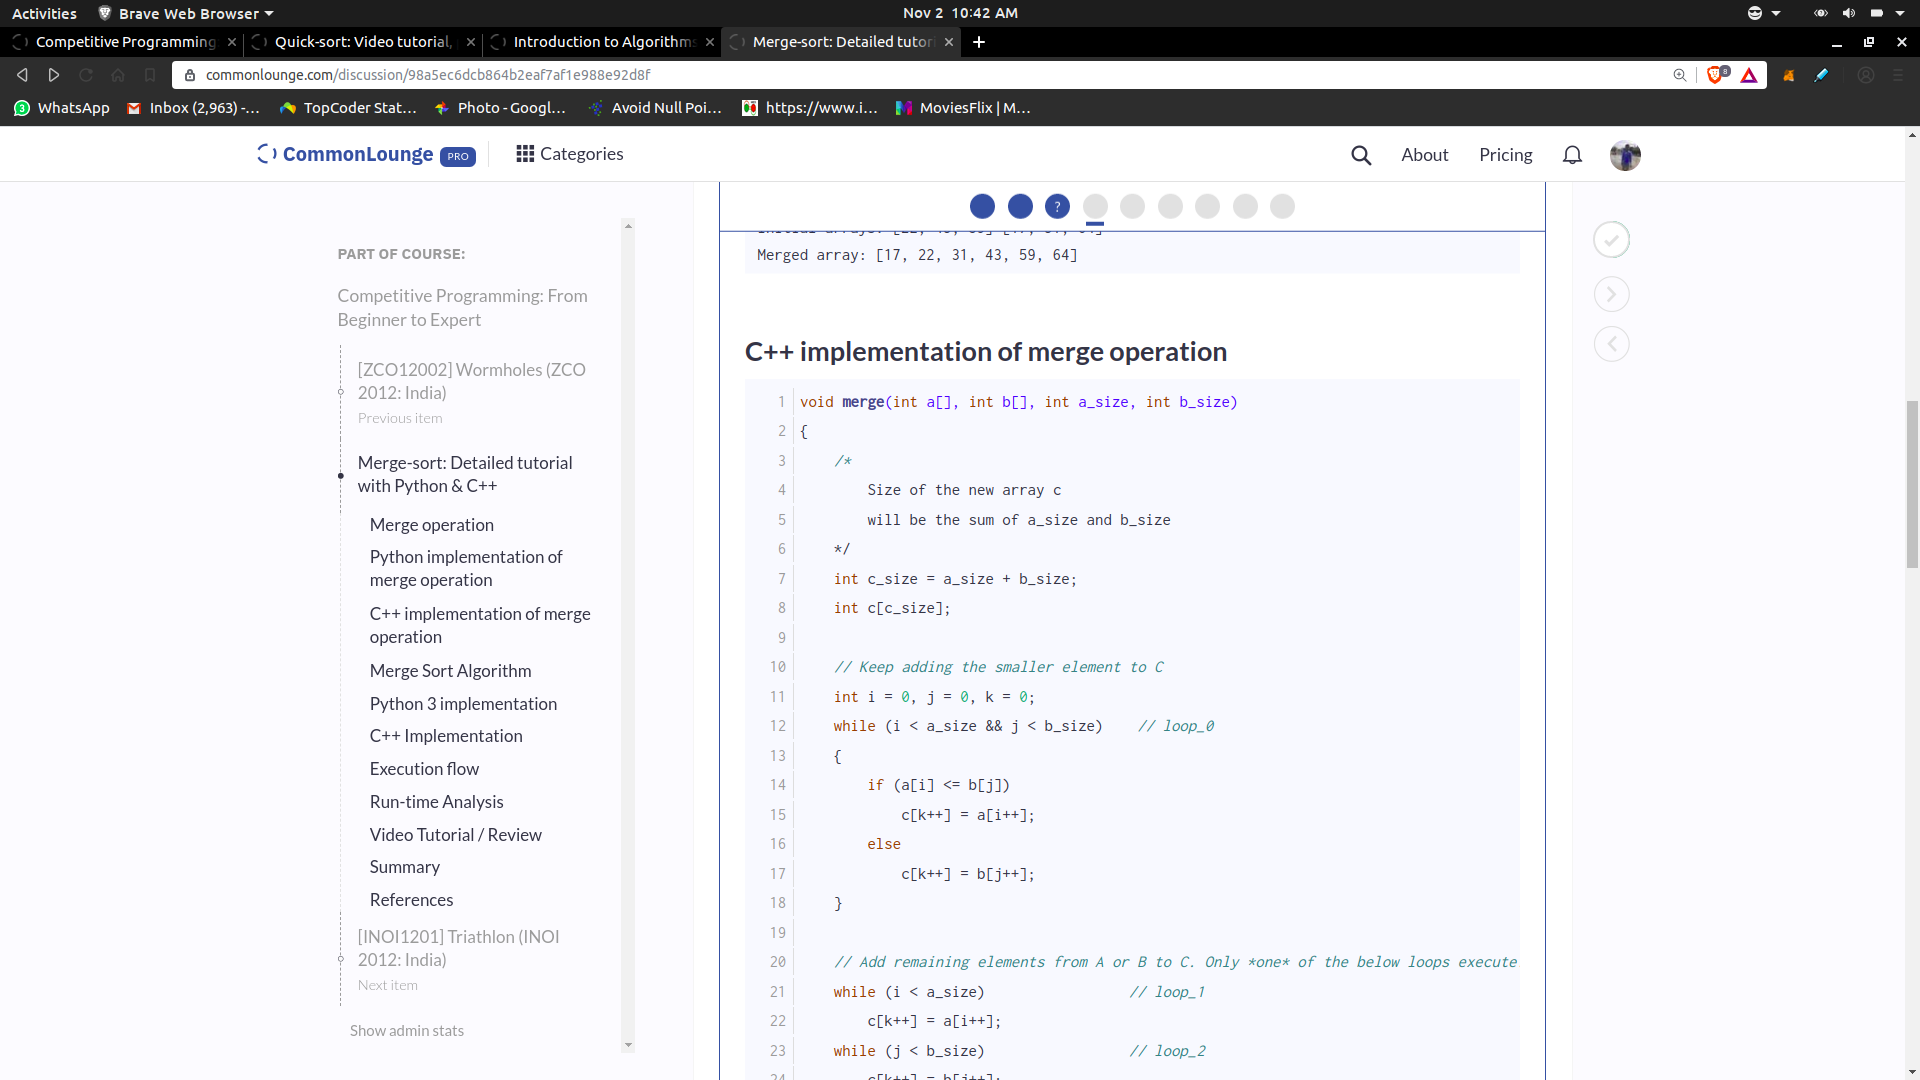 Activities Brave Web Browser Nov 2 10:42 AM
Competitive Programming Quick-sort: Video tutorial, Introduction to Algorithms Merge-sort: Detailed tutori
commonlounge.com/discussion/98a5ec6dcb864b2eaf7af1e988e92d8f 8
3 WhatsApp Inbox (2,963) -... TopCoder Stat... Photo - Googl... Avoid Null Poi... https://www.i... MoviesFlix | M...
CommonLounge PRO Categories About Pricing
?
PART OF COURSE:
Competitive Programming: From
Beginner to Expert
[ZCO12002] Wormholes (ZCO
2012: India)
Previous item
Merge-sort: Detailed tutorial
with Python & C++
Merge operation
Python implementation of
merge operation
C++ implementation of merge
operation
Merge Sort Algorithm
Python 3 implementation
C++ Implementation
Execution flow
Run-time Analysis
Video Tutorial / Review
Summary
References
[INOI1201] Triathlon (INOI
2012: India)
Next item
Show admin stats
Merged array: [17, 22, 31, 43, 59, 64]
C++ implementation of merge operation
1 void merge(int a[], int b[], int a_size, int b_size)
2 {
3 /*
4 Size of the new array c
5 will be the sum of a_size and b_size
6 */
7 int c_size = a_size + b_size;
8 int c[c_size];
9
10 // Keep adding the smaller element to C
11 int i = 0, j = 0, k = 0;
12 while (i < a_size && j < b_size) // loop_0
13 {
14 if (a[i] <= b[j])
15 c[k++] = a[i++];
16 else
17 c[k++] = b[j++];
18 }
19
20 // Add remaining elements from A or B to C. Only *one* of the below loops execute
21 while (i < a_size) // loop_1
22 c[k++] = a[i++];
23 while (j < b_size) // loop_2
24 c[k++] = b[j++];